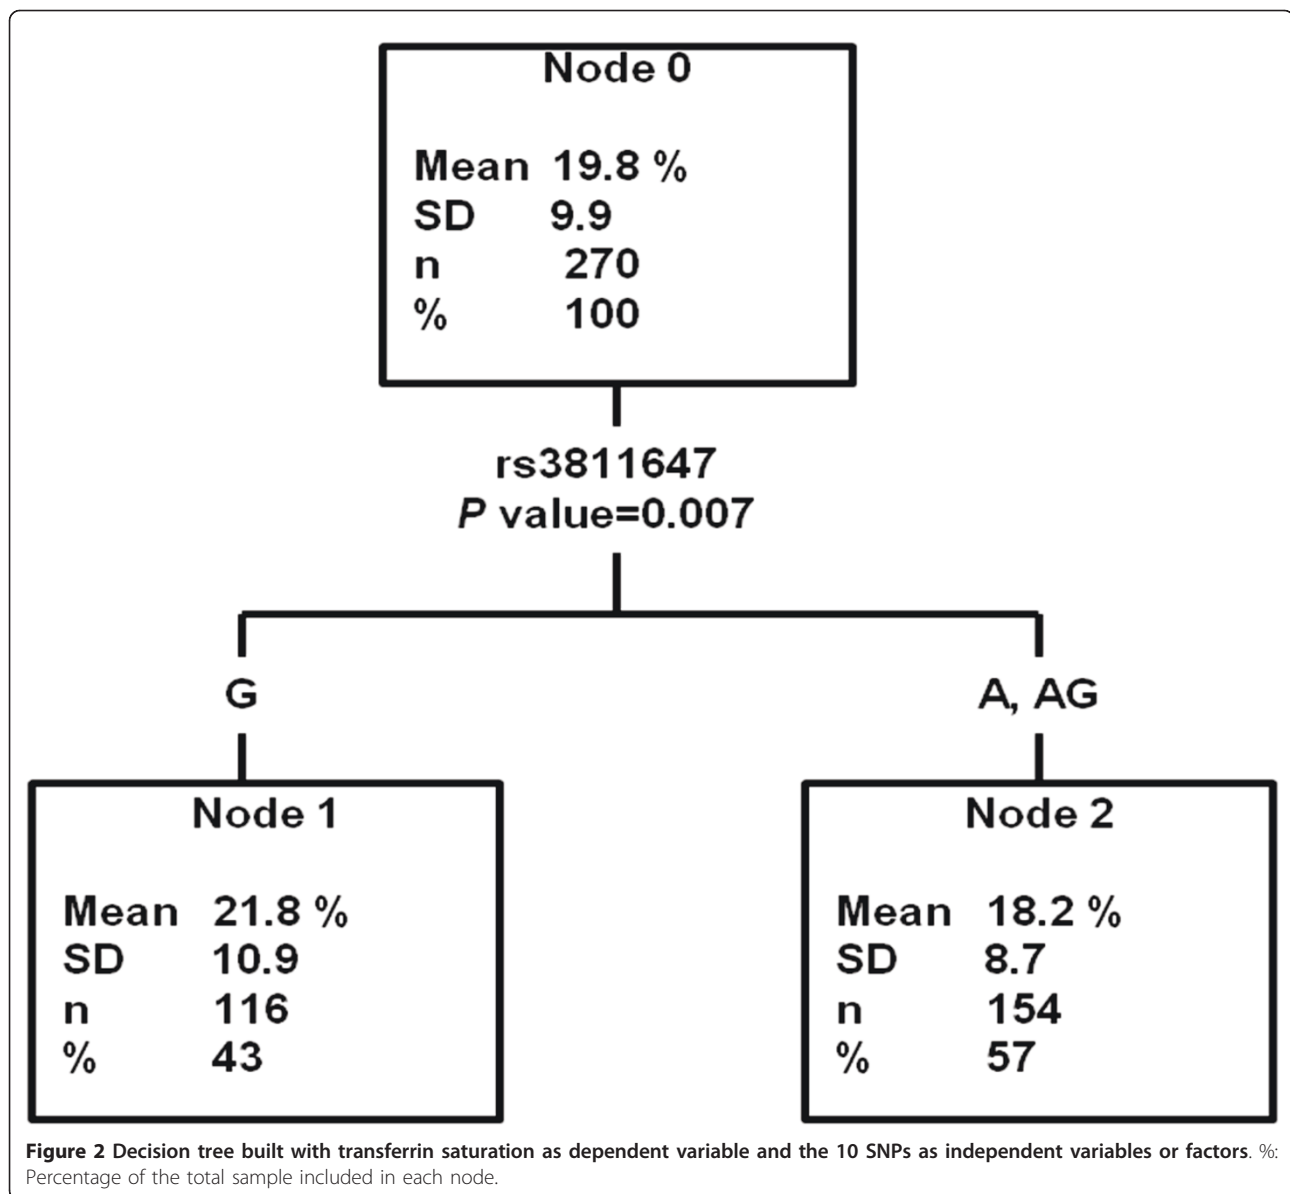 Node 0
Mean 19.8 %
SD 9.9
n 270
% 100
rs3811647
P value=0.007
G
A, AG
Node 1
Mean 21.8 %
SD 10.9
n 116
% 43
Node 2
Mean 18.2 %
SD 8.7
n 154
% 57
Figure 2 Decision tree built with transferrin saturation as dependent variable and the 10 SNPs as independent variables or factors. %:
Percentage of the total sample included in each node.